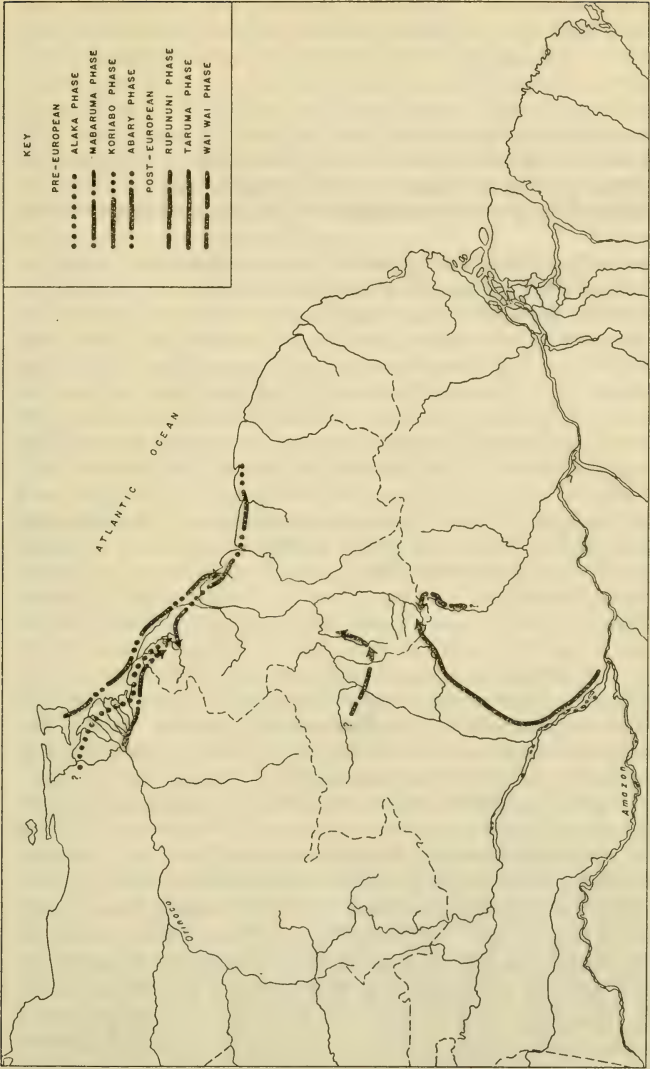 KEY
PRE-EUROPEAN
ALAKA PHASE
MABARUMA PHASE
KORIABO PHASE
ABARY PHASE
POST-EUROPEAN
RUPUNUNI PHASE
TARUMA PHASE
WAI WAI PHASE
ATLANTIC OCEAN
?
?
Orinoco
Amazon